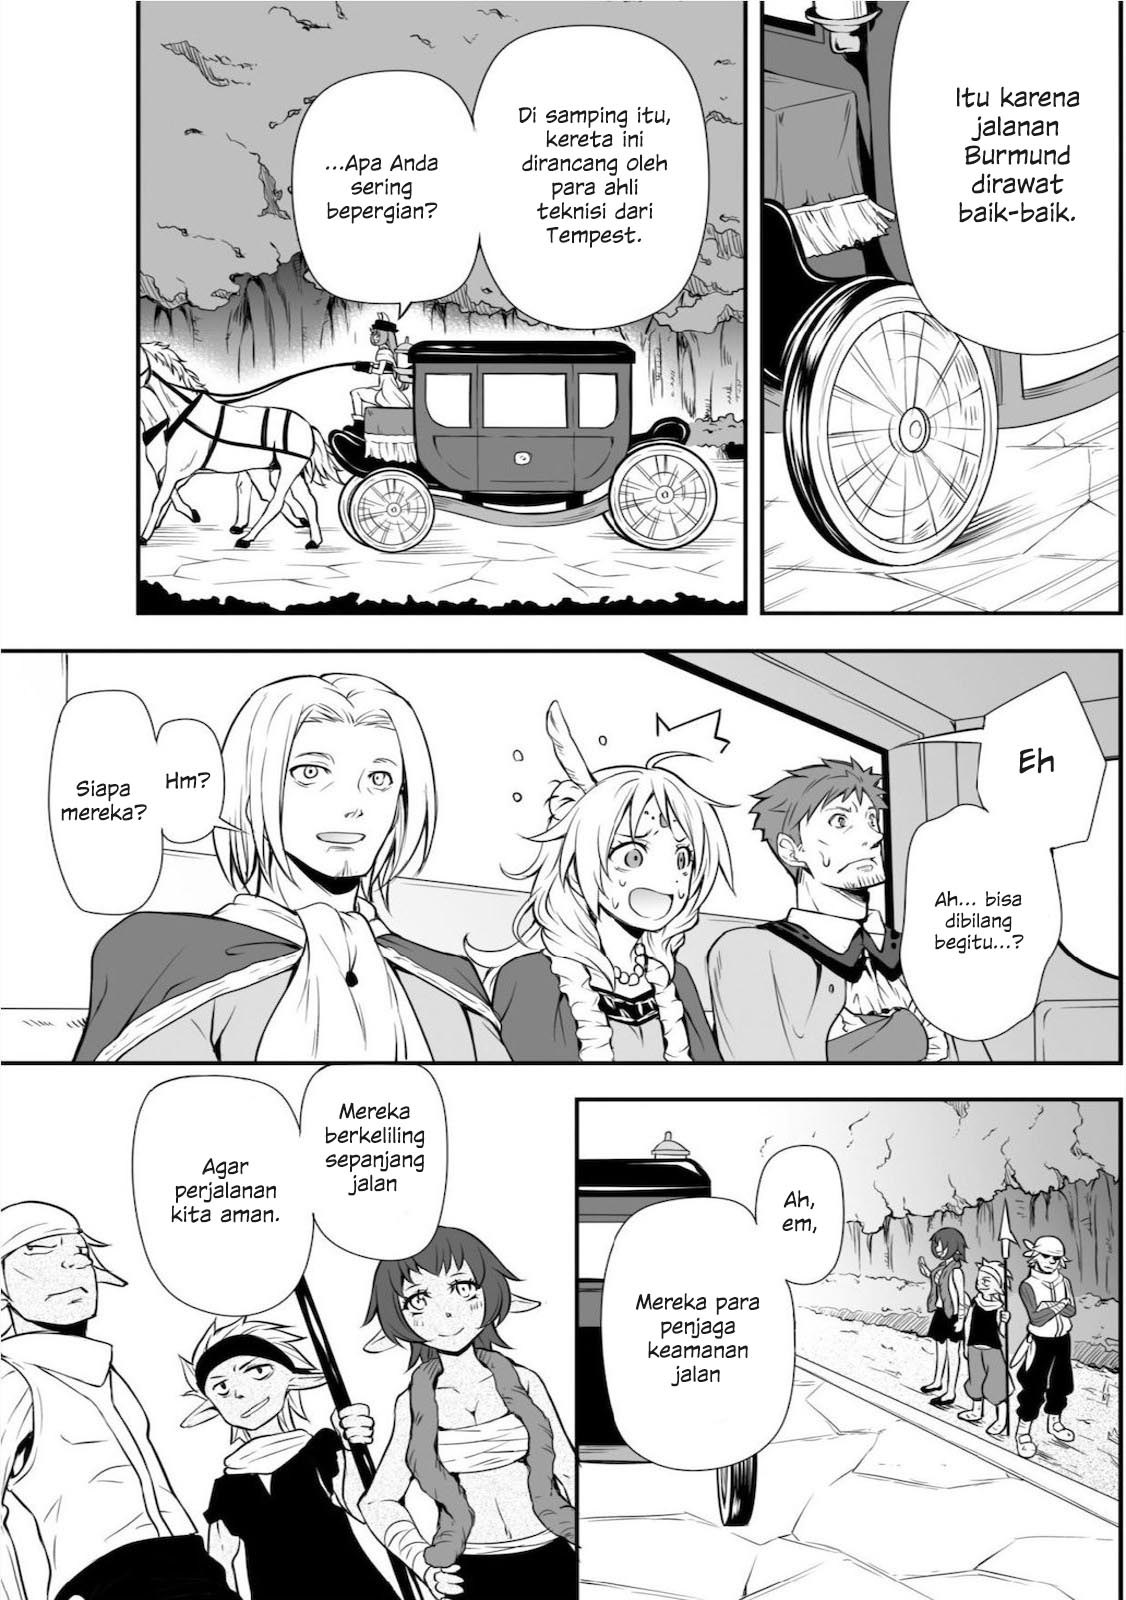 Itu karena
jalanan
Burmund
dirawat
baik-baik.
Di samping itu,
kereta ini
dirancang oleh
para ahli
teknisi dari
Tempest.
...Apa Anda
sering
bepergian?
Eh
Ah... bisa
dibilang
begitu...?
Hm?
Siapa
mereka?
Ah,
em,
Mereka para
penjaga
keamanan
jalan
Mereka
berkeliling
sepanjang
jalan
Agar
perjalanan
kita aman.